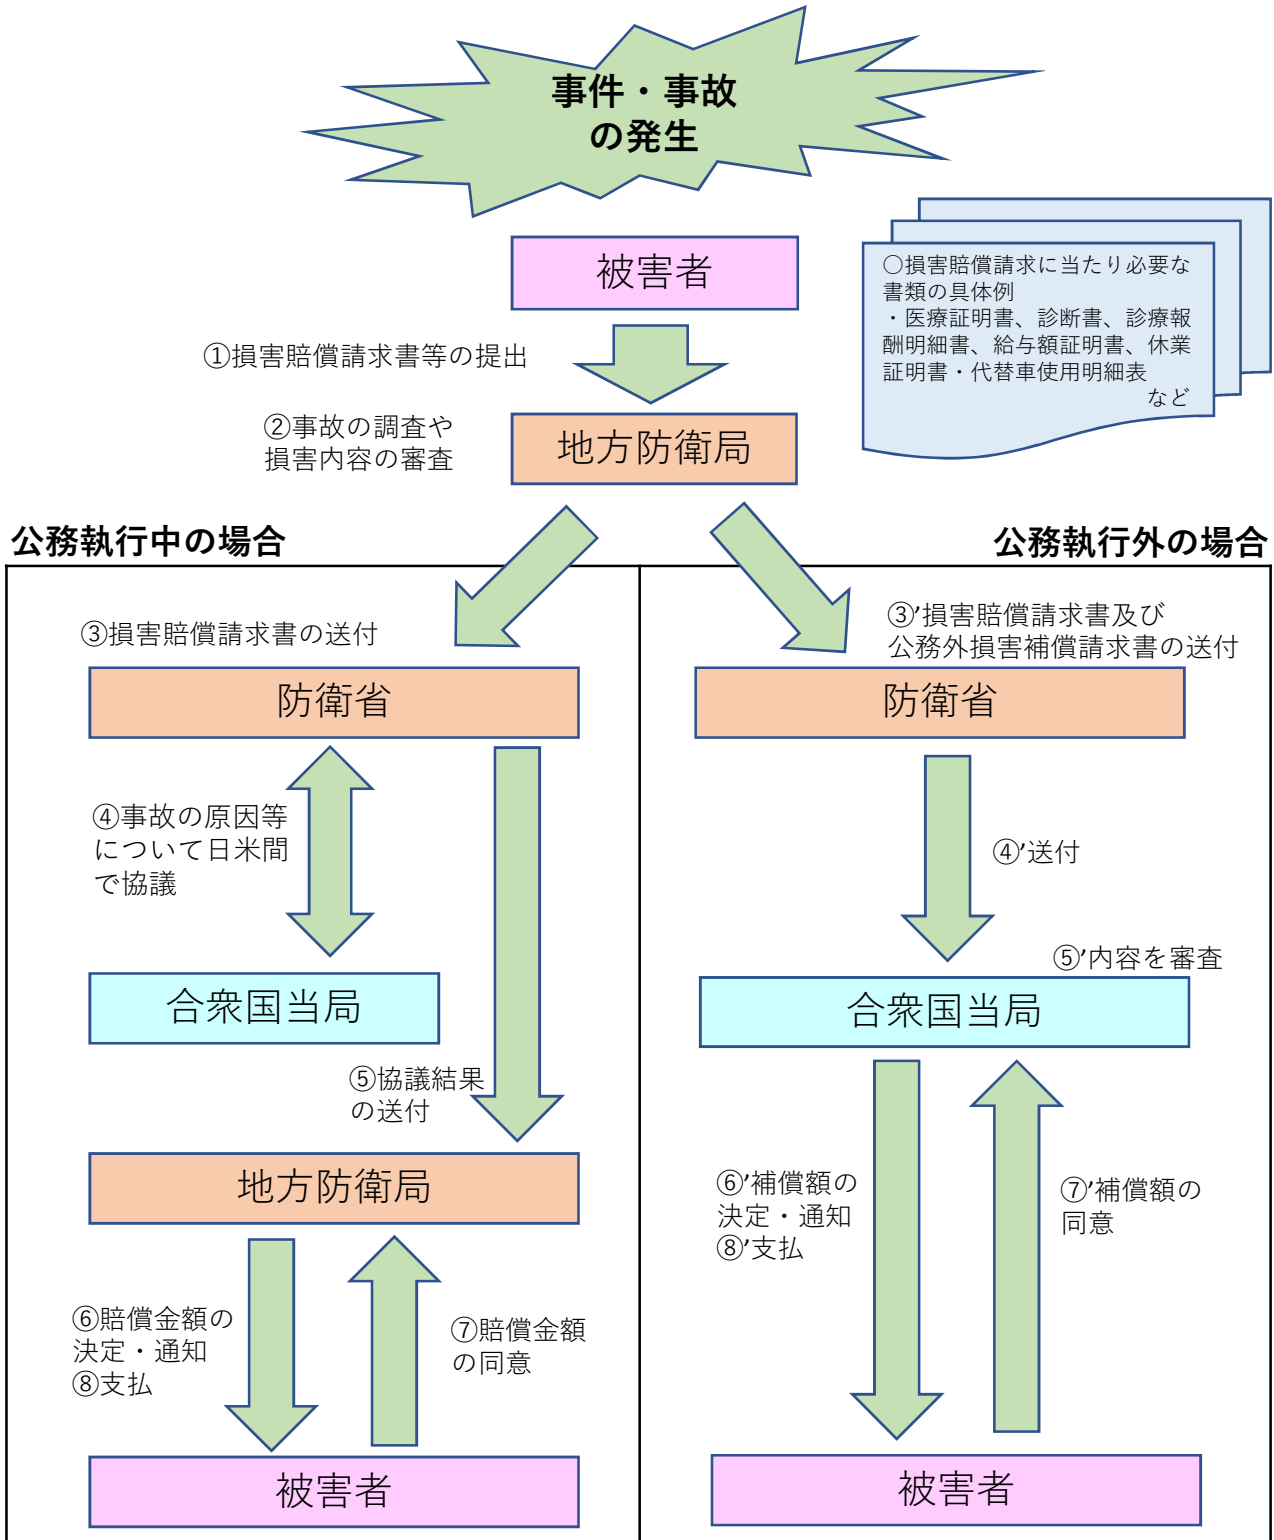 事件・事故
の発生
被害者
○損害賠償請求に当たり必要な
書類の具体例
・医療証明書、診断書、診療報
酬明細書、給与額証明書、休業
証明書・代替車使用明細表
など
①損害賠償請求書等の提出
②事故の調査や
損害内容の審査
地方防衛局
公務執行中の場合
③損害賠償請求書の送付
防衛省
④事故の原因等
について日米間
で協議
合衆国当局
⑤協議結果
の送付
地方防衛局
⑥賠償金額の
決定・通知
⑧支払
⑦賠償金額
の同意
被害者
公務執行外の場合
③’損害賠償請求書及び
公務外損害補償請求書の送付
防衛省
④’送付
⑤’内容を審査
合衆国当局
⑥’補償額の
決定・通知
⑧’支払
⑦’補償額の
同意
被害者